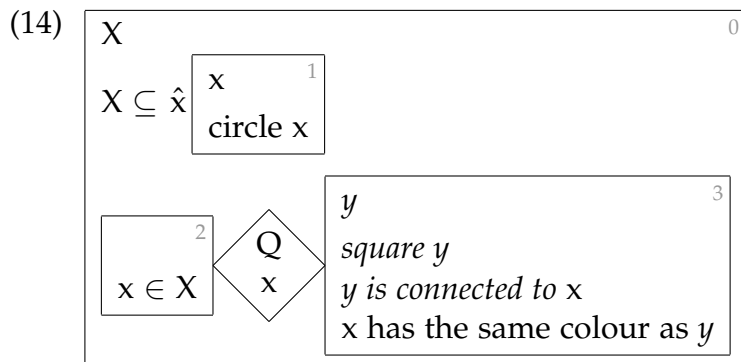 (14)
X 0
X ⊆ x̂
x 1
circle x
2
x ∈ X
Q
x
y 3
square y
y is connected to x
x has the same colour as y